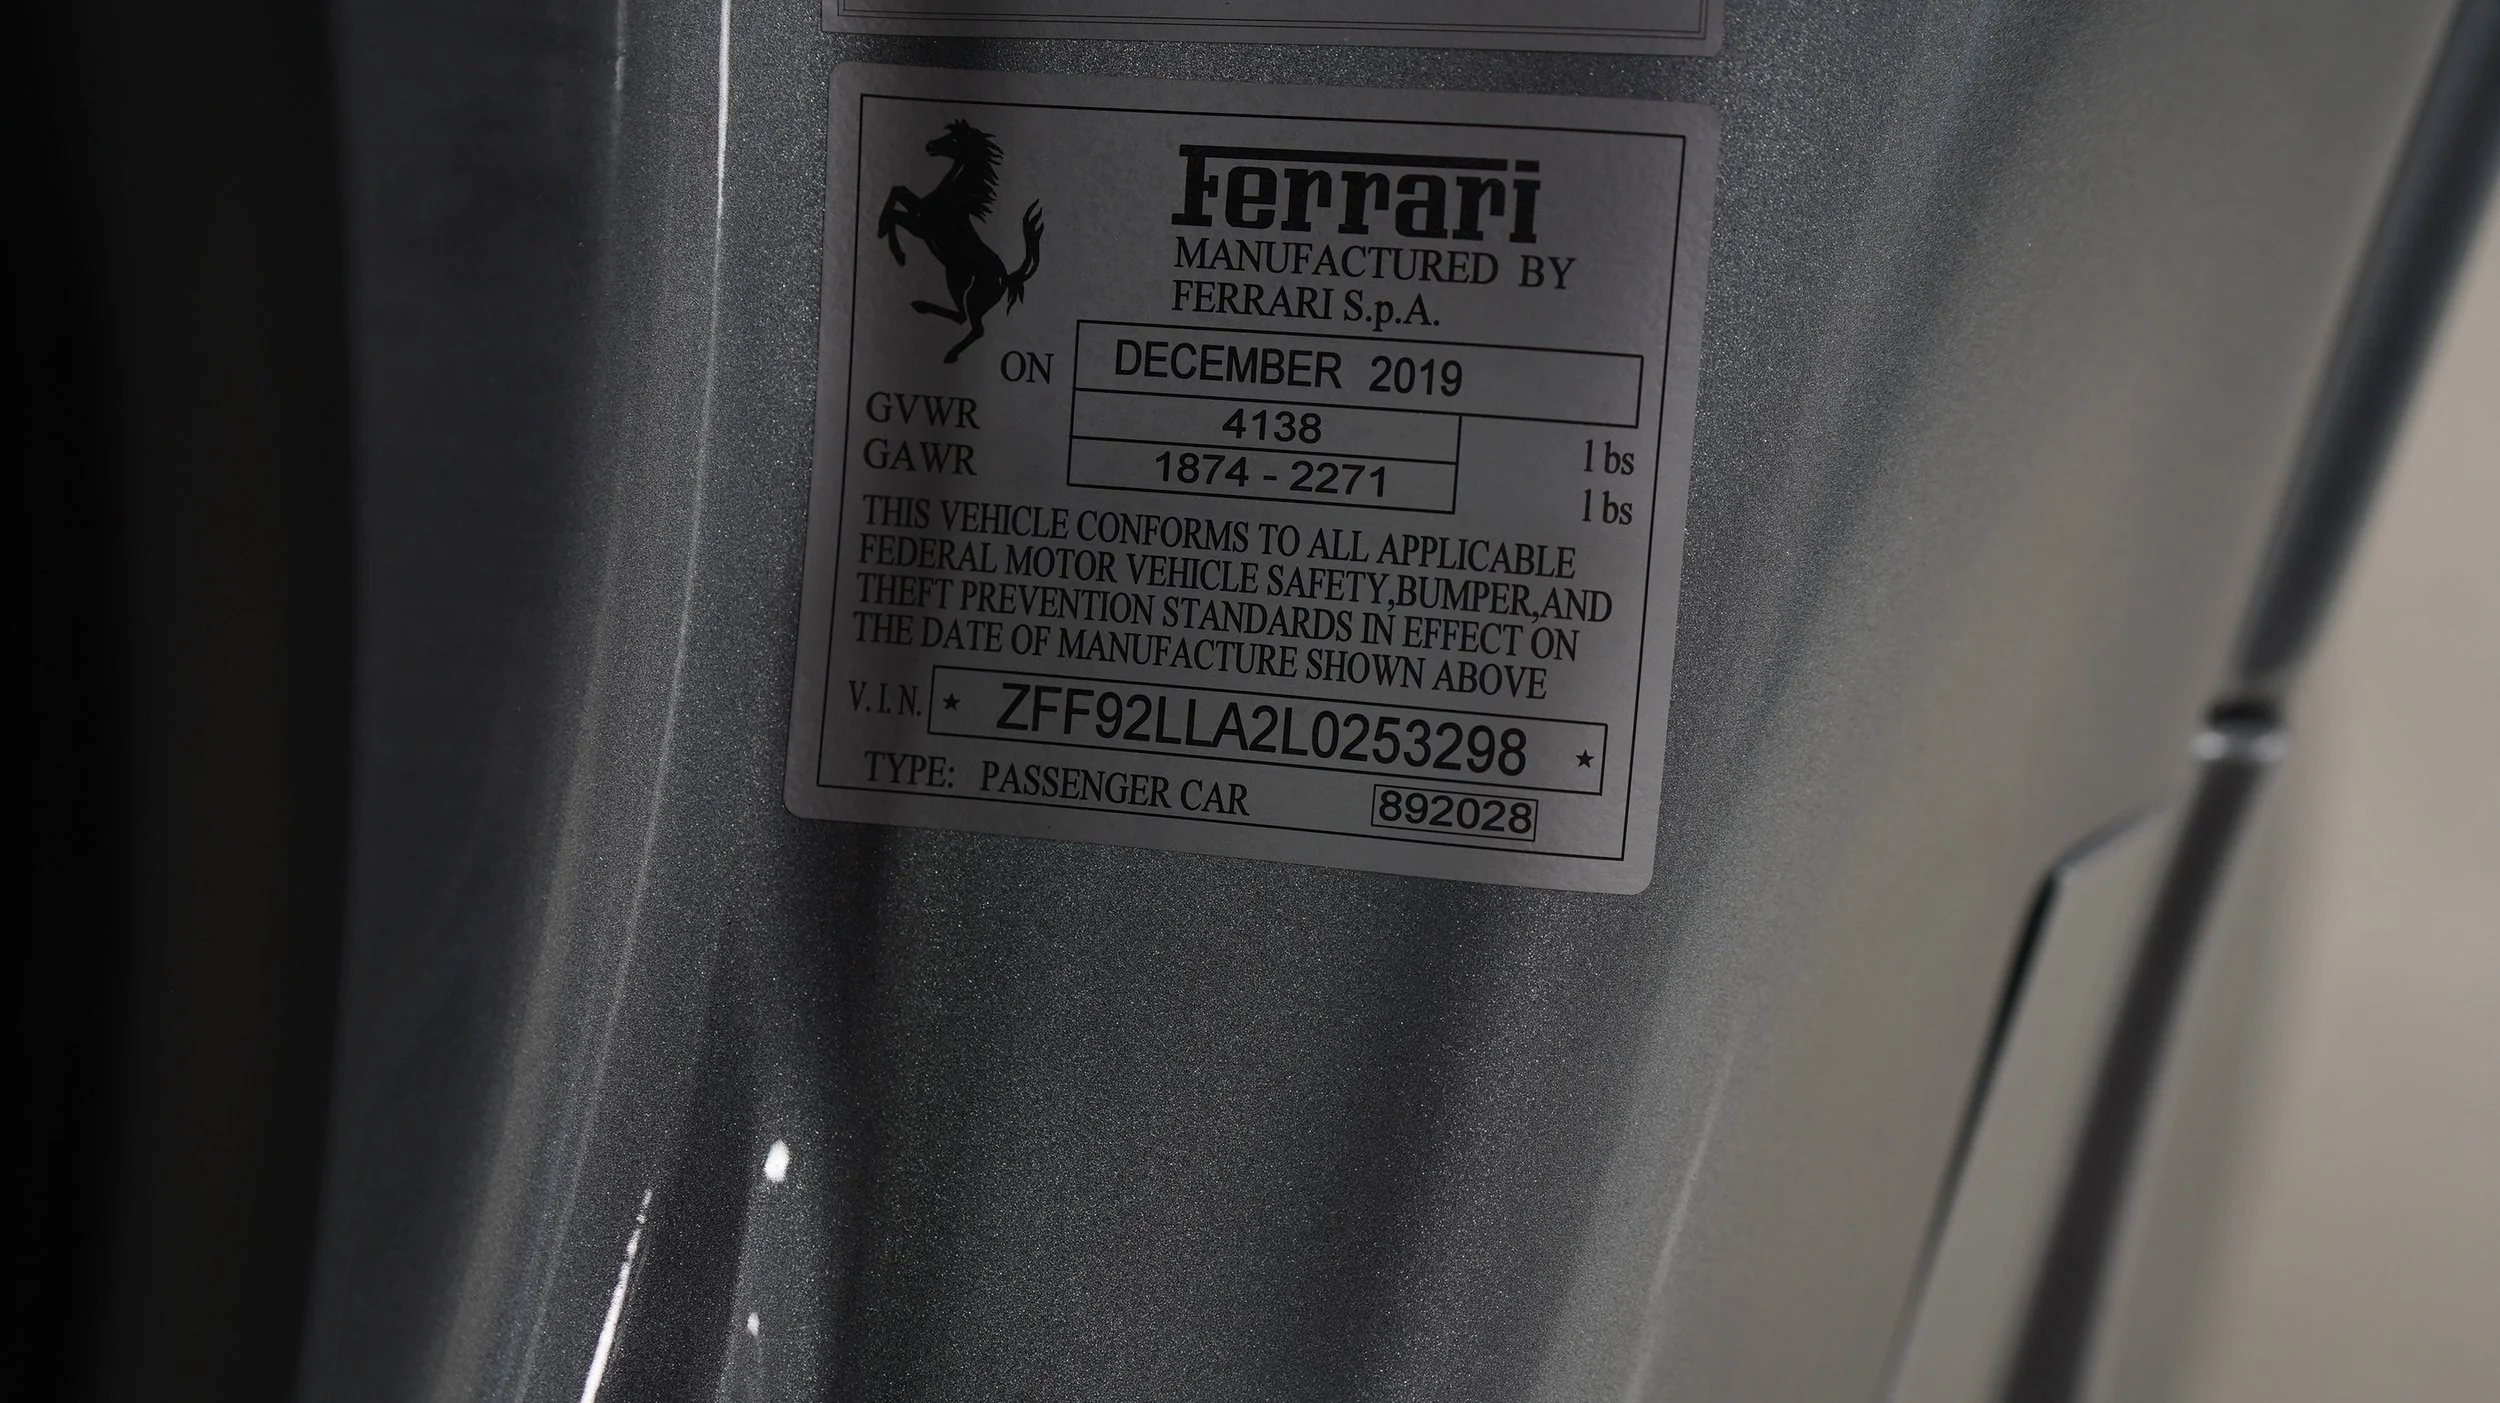 Ferrari
MANUFACTURED BY
FERRARI S.p.A.
ON DECEMBER 2019
GVWR 4138 lbs
GAWR 1874 - 2271 lbs
THIS VEHICLE CONFORMS TO ALL APPLICABLE
FEDERAL MOTOR VEHICLE SAFETY,BUMPER,AND
THEFT PREVENTION STANDARDS IN EFFECT ON
THE DATE OF MANUFACTURE SHOWN ABOVE
V.I.N. ★ ZFF92LLA2L0253298 ★
TYPE: PASSENGER CAR 892028